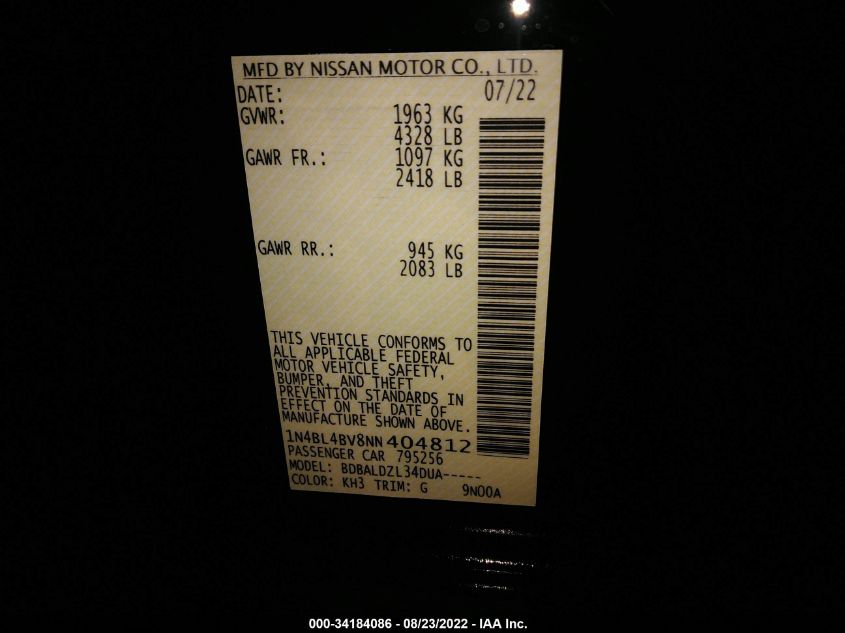 MFD BY NISSAN MOTOR CO., LTD.
DATE: 07/22
GVWR: 1963 KG
4328 LB
GAWR FR.: 1097 KG
2418 LB
GAWR RR.: 945 KG
2083 LB
THIS VEHICLE CONFORMS TO
ALL APPLICABLE FEDERAL
MOTOR VEHICLE SAFETY,
BUMPER, AND THEFT
PREVENTION STANDARDS IN
EFFECT ON THE DATE OF
MANUFACTURE SHOWN ABOVE.
1N4BL4BV8NN404812
PASSENGER CAR 795256
MODEL: BDBALDZL34DUA-----
COLOR: KH3 TRIM: G 9N00A
000-34184086 - 08/23/2022 - IAA Inc.